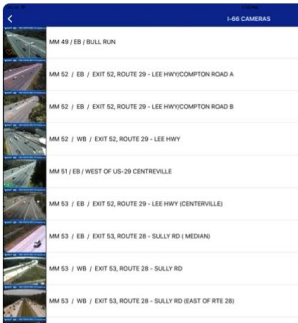 I-66 CAMERAS
MM 49 / EB / BULL RUN
MM 52 / EB / EXIT 52, ROUTE 29 - LEE HWY/COMPTON ROAD A
MM 52 / EB / EXIT 52, ROUTE 29 - LEE HWY/COMPTON ROAD B
MM 52 / WB / EXIT 52, ROUTE 29 - LEE HWY
MM 51 / EB / WEST OF US-29 CENTREVILLE
MM 53 / EB / EXIT 52, ROUTE 29 - LEE HWY (CENTERVILLE)
MM 53 / EB / EXIT 53, ROUTE 28 - SULLY RD ( MEDIAN)
MM 53 / WB / EXIT 53, ROUTE 28 - SULLY RD
MM 53 / WB / EXIT 53, ROUTE 28 - SULLY RD (EAST OF RTE 28)